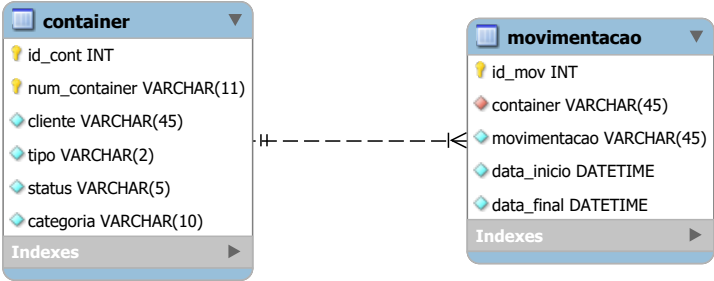 container
id_cont INT
num_container VARCHAR(11)
cliente VARCHAR(45)
tipo VARCHAR(2)
status VARCHAR(5)
categoria VARCHAR(10)
Indexes
movimentacao
id_mov INT
container VARCHAR(45)
movimentacao VARCHAR(45)
data_inicio DATETIME
data_final DATETIME
Indexes